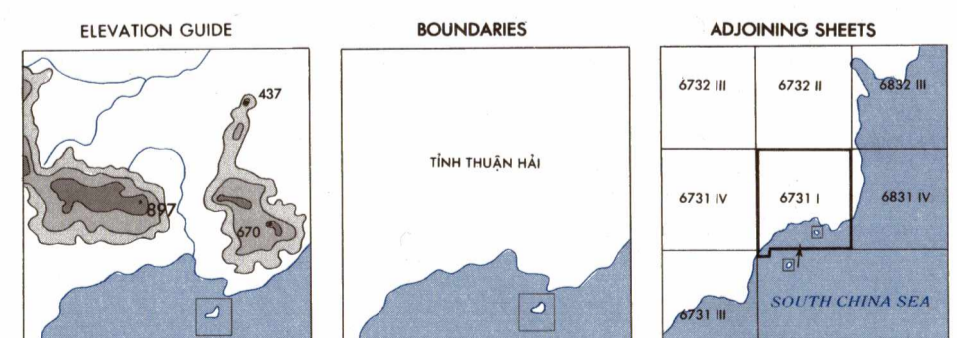 ELEVATION GUIDE
437
897
670
BOUNDARIES
TỈNH THUẬN HẢI
ADJOINING SHEETS
6732 III
6732 II
6832 III
6731 IV
6731 I
6831 IV
SOUTH CHINA SEA
6731 III